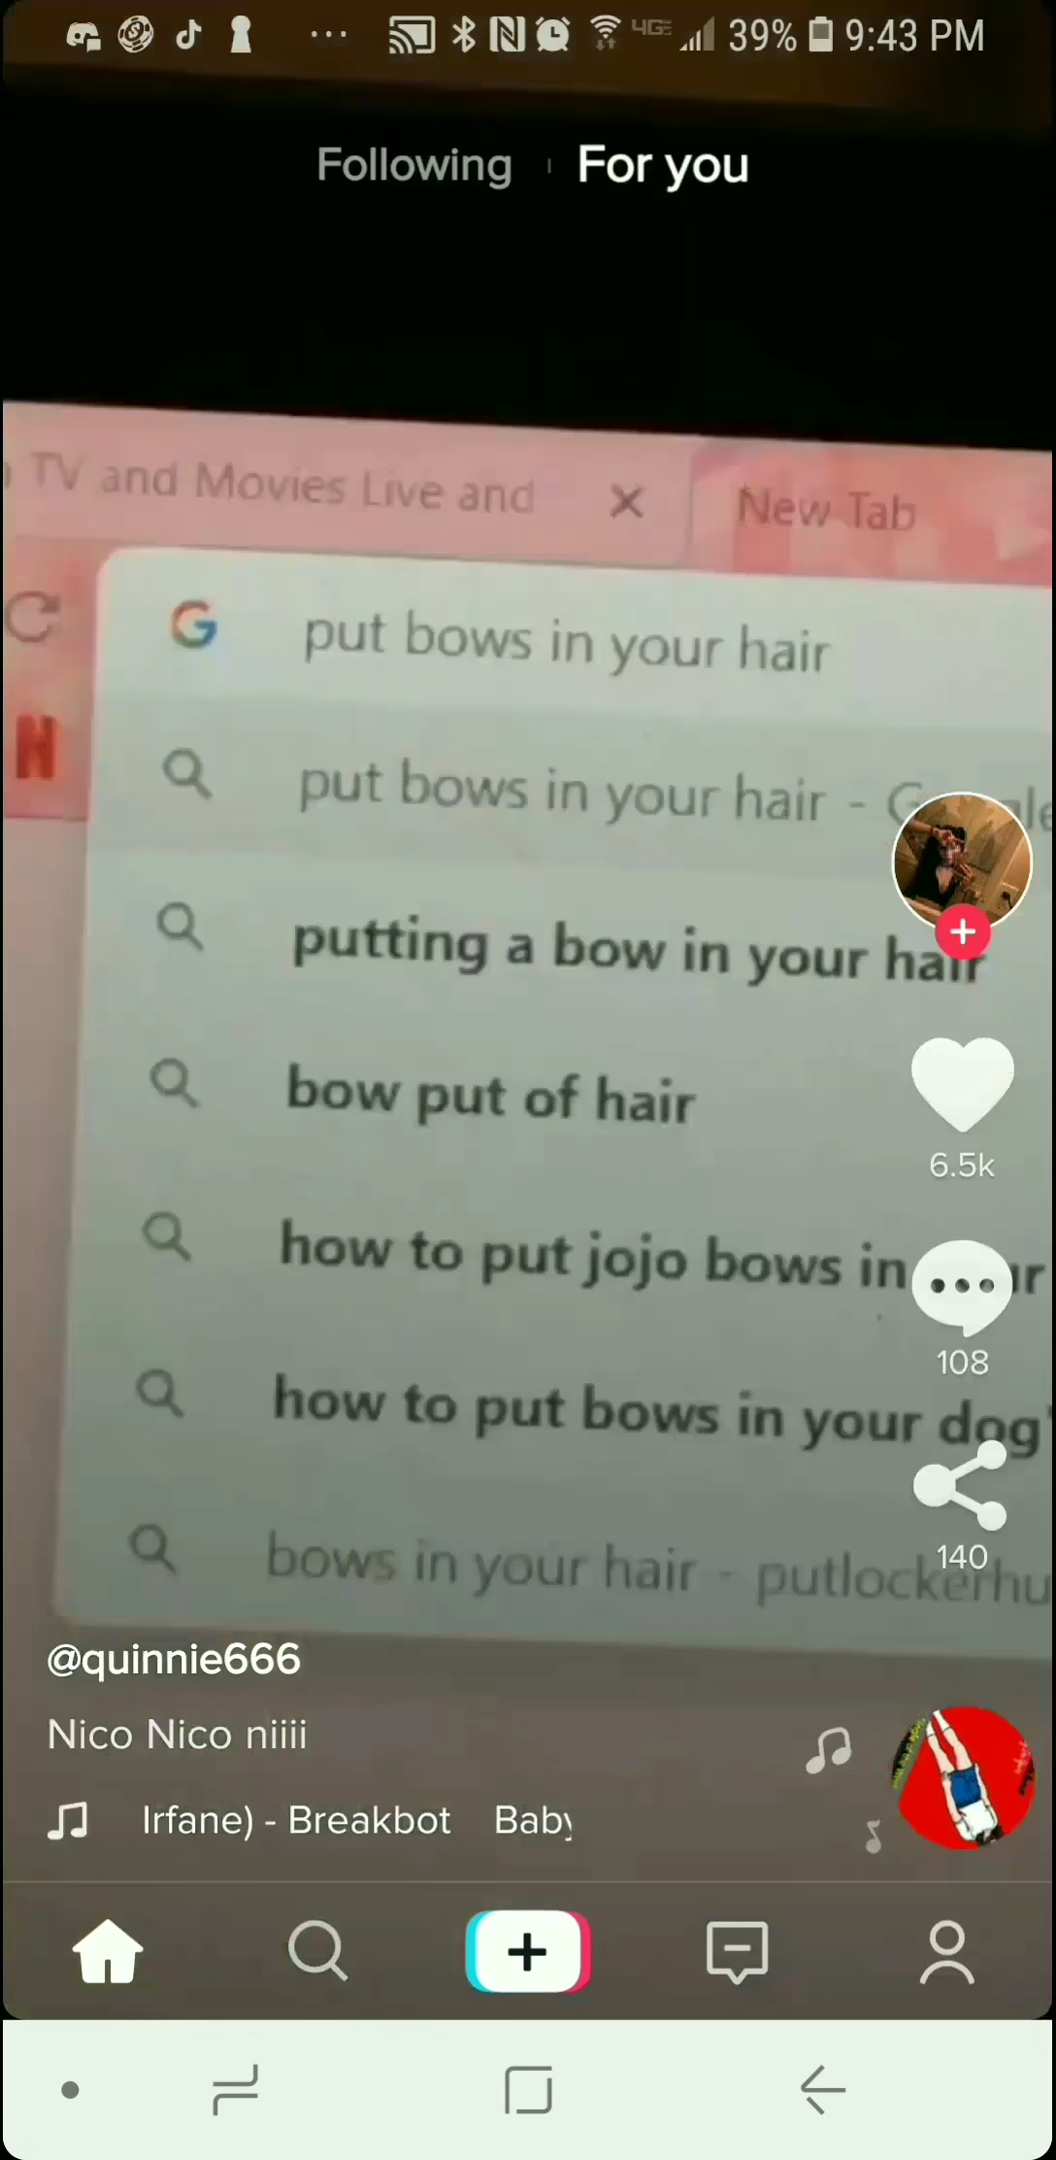 4GE 39% 9:43 PM
Following For you
TV and Movies Live and × New Tab
put bows in your hair
put bows in your hair -
putting a bow in your hair
bow put of hair
how to put jojo bows in
how to put bows in your dog'
bows in your hair - putlockerhu
6.5k
108
140
@quinnie666
Nico Nico niiii
Irfane) - Breakbot Baby